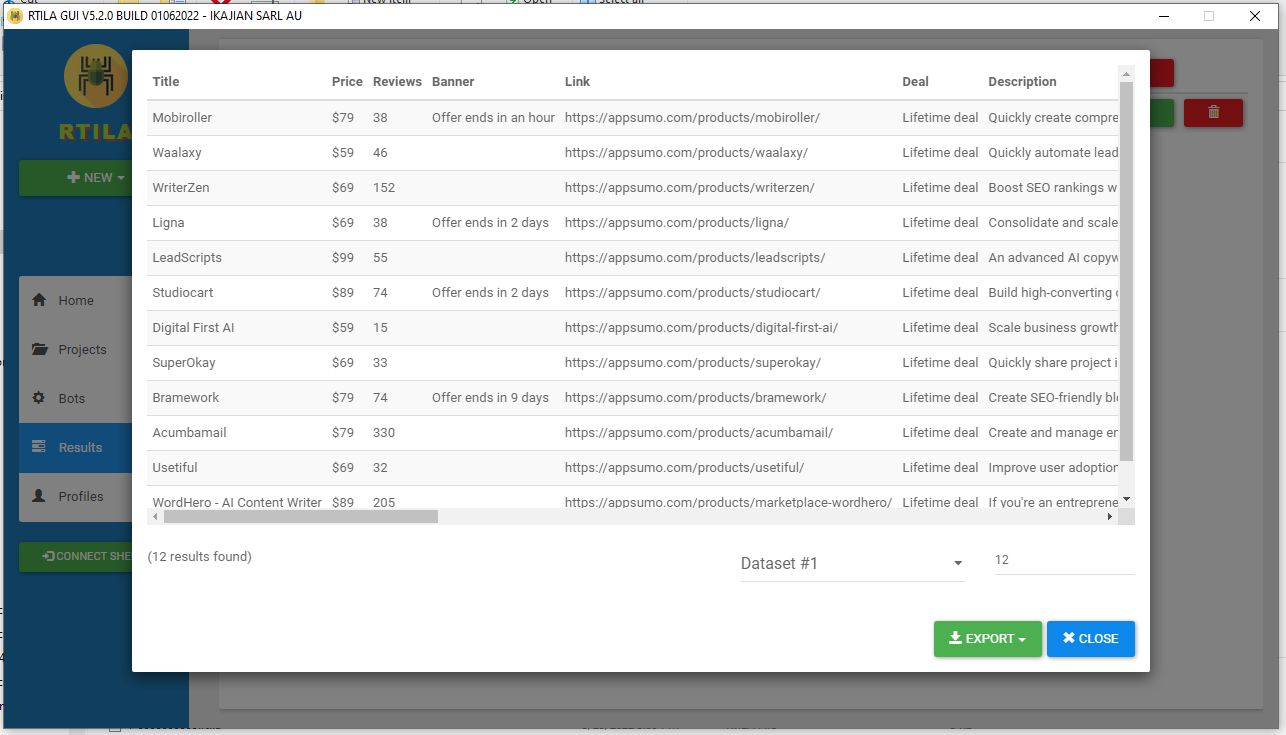 RTILA GUI V5.2.0 BUILD 01062022 - IKAJIAN SARL AU
RTILA
NEW
Home
Projects
Bots
Results
Profiles
CONNECT SHE
Title Price Reviews Banner Link Deal Description
Mobiroller $79 38 Offer ends in an hour https://appsumo.com/products/mobiroller/ Lifetime deal Quickly create compre
Waalaxy $59 46 https://appsumo.com/products/waalaxy/ Lifetime deal Quickly automate lead
WriterZen $69 152 https://appsumo.com/products/writerzen/ Lifetime deal Boost SEO rankings w
Ligna $69 38 Offer ends in 2 days https://appsumo.com/products/ligna/ Lifetime deal Consolidate and scale
LeadScripts $99 55 https://appsumo.com/products/leadscripts/ Lifetime deal An advanced AI copyw
Studiocart $89 74 Offer ends in 2 days https://appsumo.com/products/studiocart/ Lifetime deal Build high-converting
Digital First AI $59 15 https://appsumo.com/products/digital-first-ai/ Lifetime deal Scale business growth
SuperOkay $69 33 https://appsumo.com/products/superokay/ Lifetime deal Quickly share project i
Bramework $79 74 Offer ends in 9 days https://appsumo.com/products/bramework/ Lifetime deal Create SEO-friendly bl
Acumbamail $79 330 https://appsumo.com/products/acumbamail/ Lifetime deal Create and manage er
Usetiful $69 32 https://appsumo.com/products/usetiful/ Lifetime deal Improve user adoption
WordHero - AI Content Writer $89 205 https://appsumo.com/products/marketplace-wordhero/ Lifetime deal If you're an entreprene
(12 results found)
Dataset #1
12
EXPORT
CLOSE